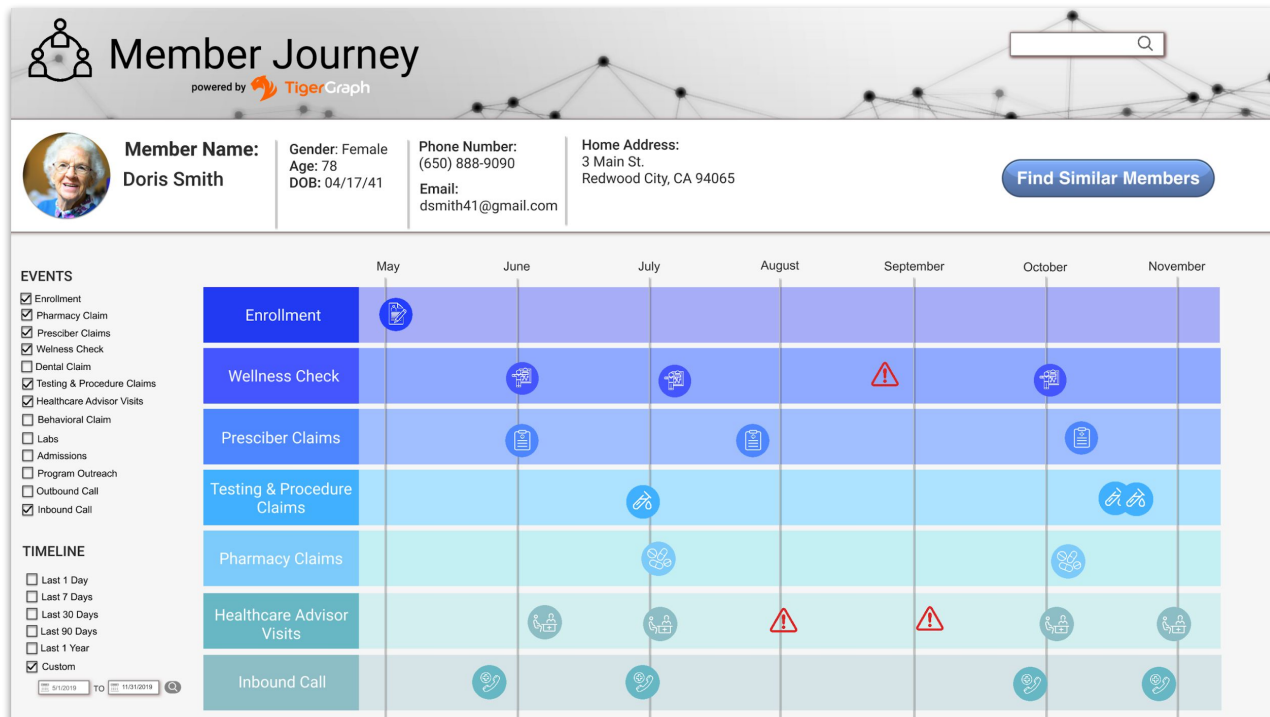 Member Journey
powered by TigerGraph
Member Name:
Doris Smith
Gender: Female
Age: 78
DOB: 04/17/41
Phone Number:
(650) 888-9090
Email:
dsmith41@gmail.com
Home Address:
3 Main St.
Redwood City, CA 94065
Find Similar Members
EVENTS
Enrollment
Pharmacy Claim
Presciber Claims
Welness Check
Dental Claim
Testing & Procedure Claims
Healthcare Advisor Visits
Behavioral Claim
Labs
Admissions
Program Outreach
Outbound Call
Inbound Call
TIMELINE
Last 1 Day
Last 7 Days
Last 30 Days
Last 90 Days
Last 1 Year
Custom
5/1/2019 TO 11/31/2019
May June July August September October November
Enrollment
Wellness Check
Presciber Claims
Testing & Procedure
Claims
Pharmacy Claims
Healthcare Advisor
Visits
Inbound Call